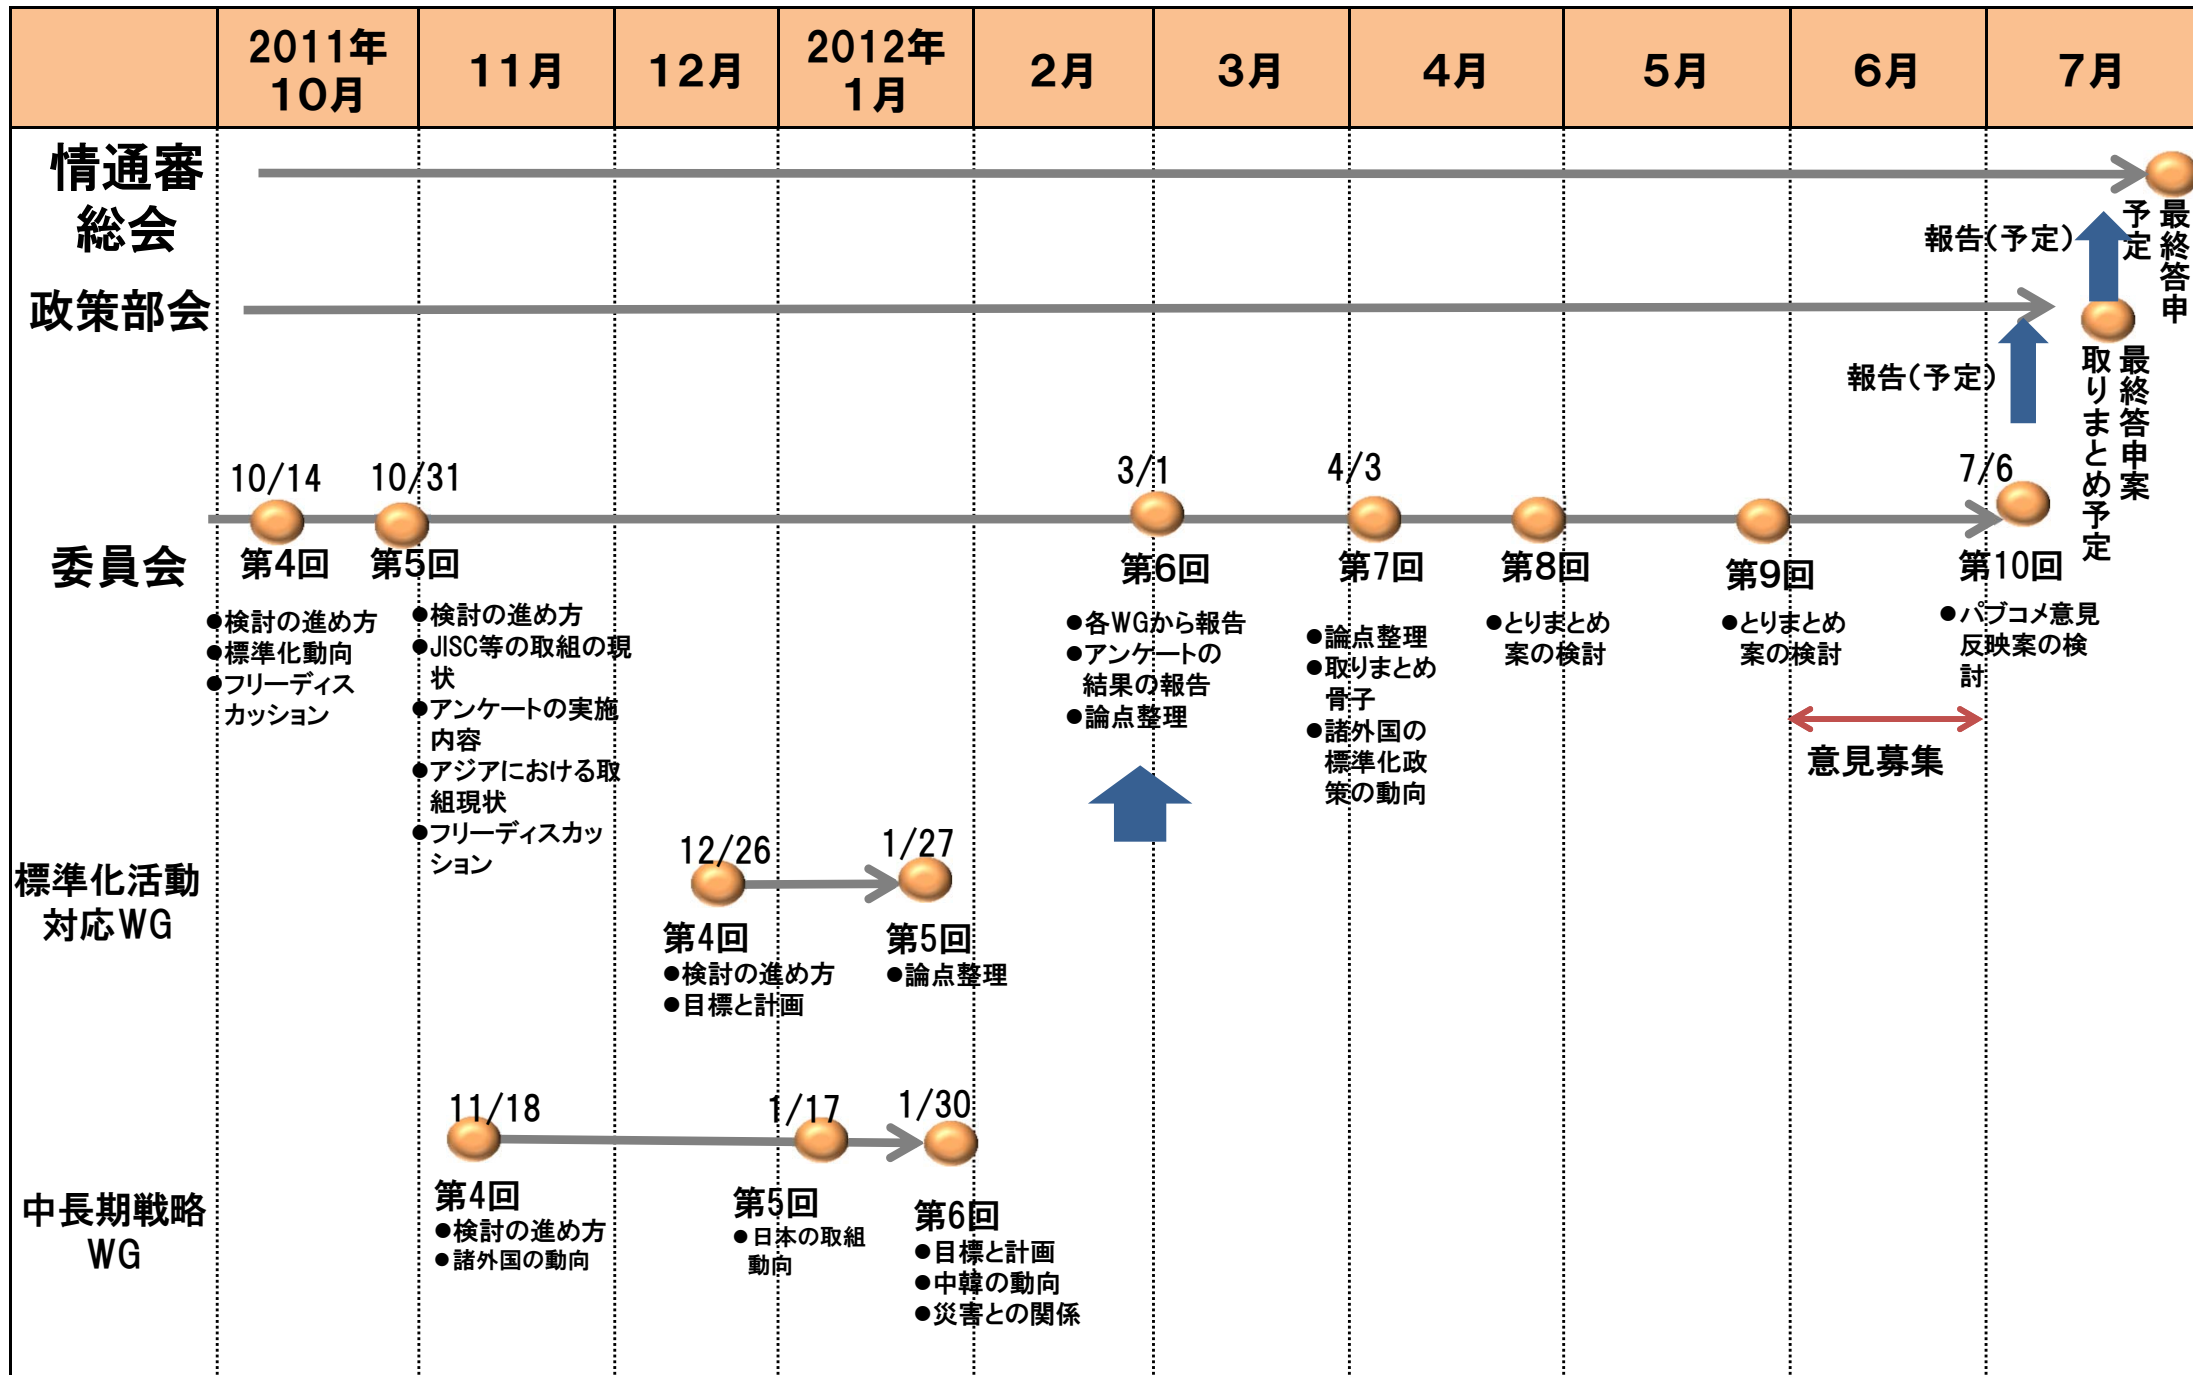 2011年
10月
11月
12月
2012年
1月
2月
3月
4月
5月
6月
7月
情通審
総会
報告(予定)
最終答申
予定
政策部会
報告(予定)
最終答申案
取りまとめ予定
委員会
10/14
第4回
●検討の進め方
●標準化動向
●フリーディス
カッション
10/31
第5回
●検討の進め方
●JISC等の取組の現
状
●アンケートの実施
内容
●アジアにおける取
組現状
●フリーディスカッ
ション
3/1
第6回
●各WGから報告
●アンケートの
結果の報告
●論点整理
4/3
第7回
●論点整理
●取りまとめ
骨子
●諸外国の
標準化政
策の動向
第8回
●とりまとめ
案の検討
第9回
●とりまとめ
案の検討
意見募集
7/6
第10回
●パブコメ意見
反映案の検
討
標準化活動
対応WG
12/26
第4回
●検討の進め方
●目標と計画
1/27
第5回
●論点整理
中長期戦略
WG
11/18
第4回
●検討の進め方
●諸外国の動向
1/17
第5回
●日本の取組
動向
1/30
第6回
●目標と計画
●中韓の動向
●災害との関係